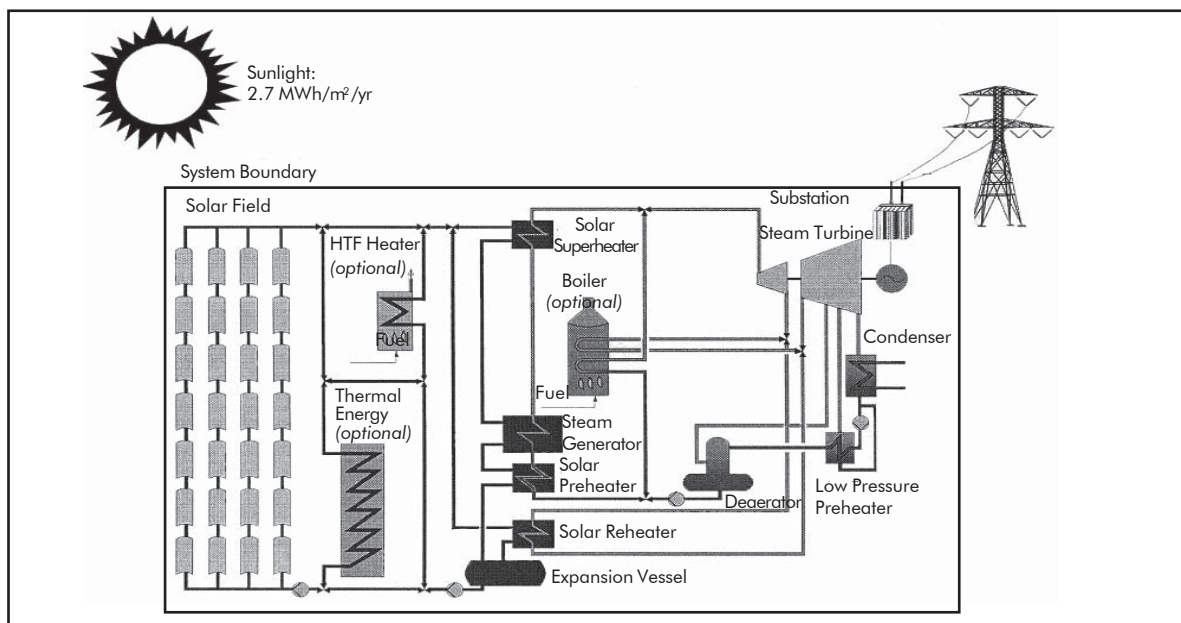 Sunlight:
2.7 MWh/m²/yr
System Boundary
Substation
Solar Field
Steam Turbine
HTF Heater
(optional)
Fuel
Solar
Superheater
Boiler
(optional)
Fuel
Condenser
Thermal
Energy
(optional)
Steam
Generator
Solar
Preheater
Deaerator
Low Pressure
Preheater
Solar Reheater
Expansion Vessel